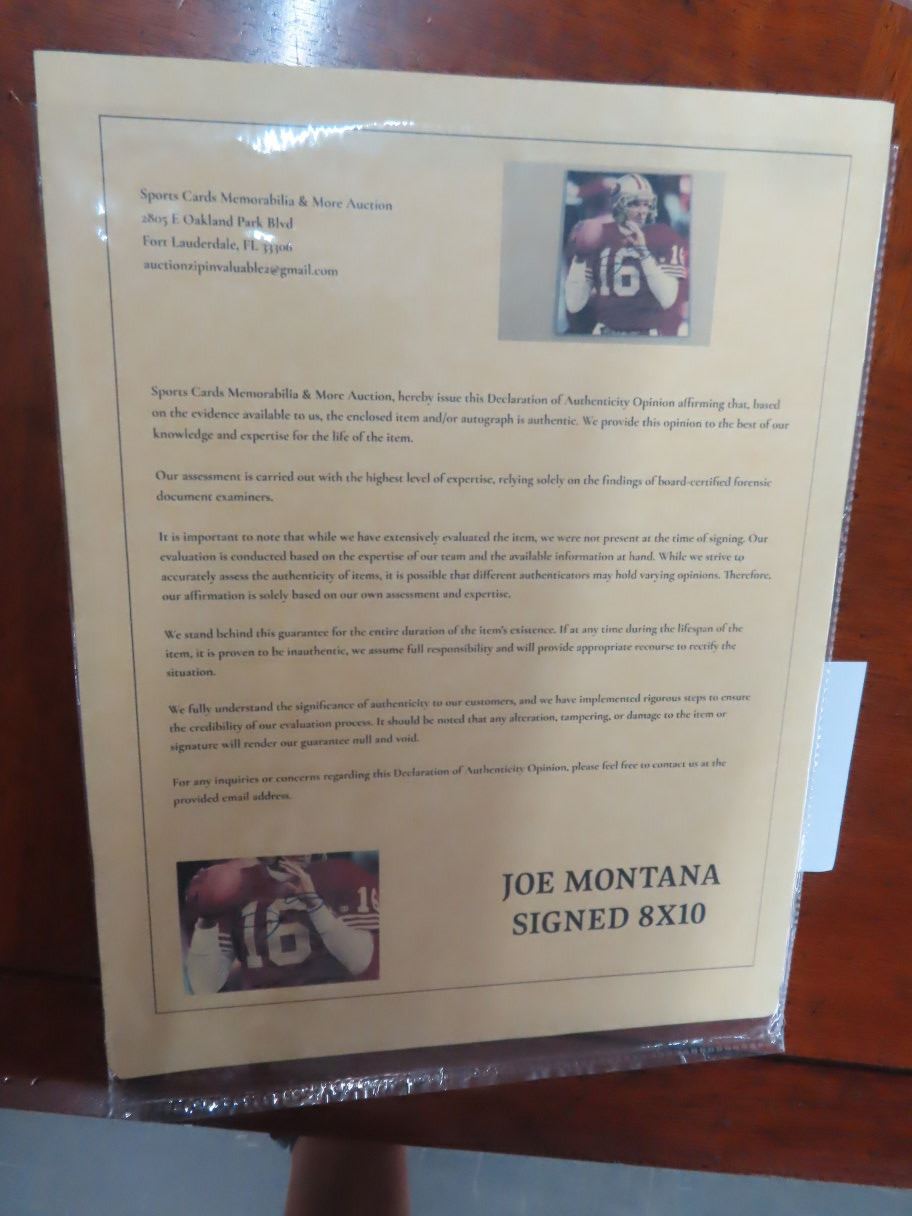 Sports Cards Memorabilia & More Auction
2805 E Oakland Park Blvd
Fort Lauderdale, FL 33306
auctionzipinvaluable2@gmail.com
16
16
Sports Cards Memorabilia & More Auction, hereby issue this Declaration of Authenticity Opinion affirming that, based
on the evidence available to us, the enclosed item and/or autograph is authentic. We provide this opinion to the best of our
knowledge and expertise for the life of the item.
Our assessment is carried out with the highest level of expertise, relying solely on the findings of board-certified forensic
document examiners.
It is important to note that while we have extensively evaluated the item, we were not present at the time of signing. Our
evaluation is conducted based on the expertise of our team and the available information at hand. While we strive to
accurately assess the authenticity of items, it is possible that different authenticators may hold varying opinions. Therefore,
our affirmation is solely based on our own assessment and expertise.
We stand behind this guarantee for the entire duration of the item's existence. If at any time during the lifespan of the
item, it is proven to be inauthentic, we assume full responsibility and will provide appropriate recourse to rectify the
situation.
We fully understand the significance of authenticity to our customers, and we have implemented rigorous steps to ensure
the credibility of our evaluation process. It should be noted that any alteration, tampering, or damage to the item or
signature will render our guarantee null and void.
For any inquiries or concerns regarding this Declaration of Authenticity Opinion, please feel free to contact us at the
provided email address.
16
16
JOE MONTANA
SIGNED 8X10